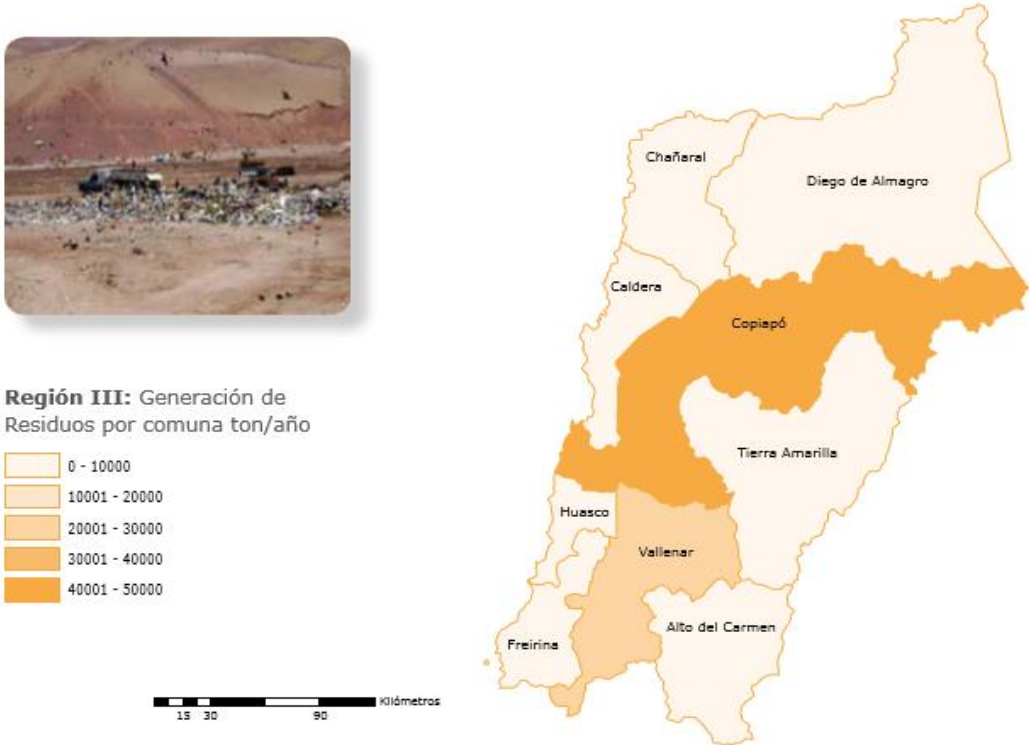 Chañaral
Diego de Almagro
Caldera
Copiapó
Región III: Generación de
Residuos por comuna ton/año
0 - 10000
10001 - 20000
20001 - 30000
30001 - 40000
40001 - 50000
Tierra Amarilla
Huasco
Vallenar
Alto del Carmen
Freirina
Kilómetros
15 30 90